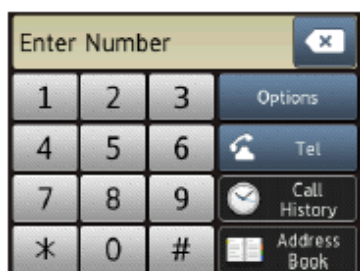 Enter Number
1 2 3 Options
4 5 6 Tel
7 8 9 Call
History
* 0 # Address
Book